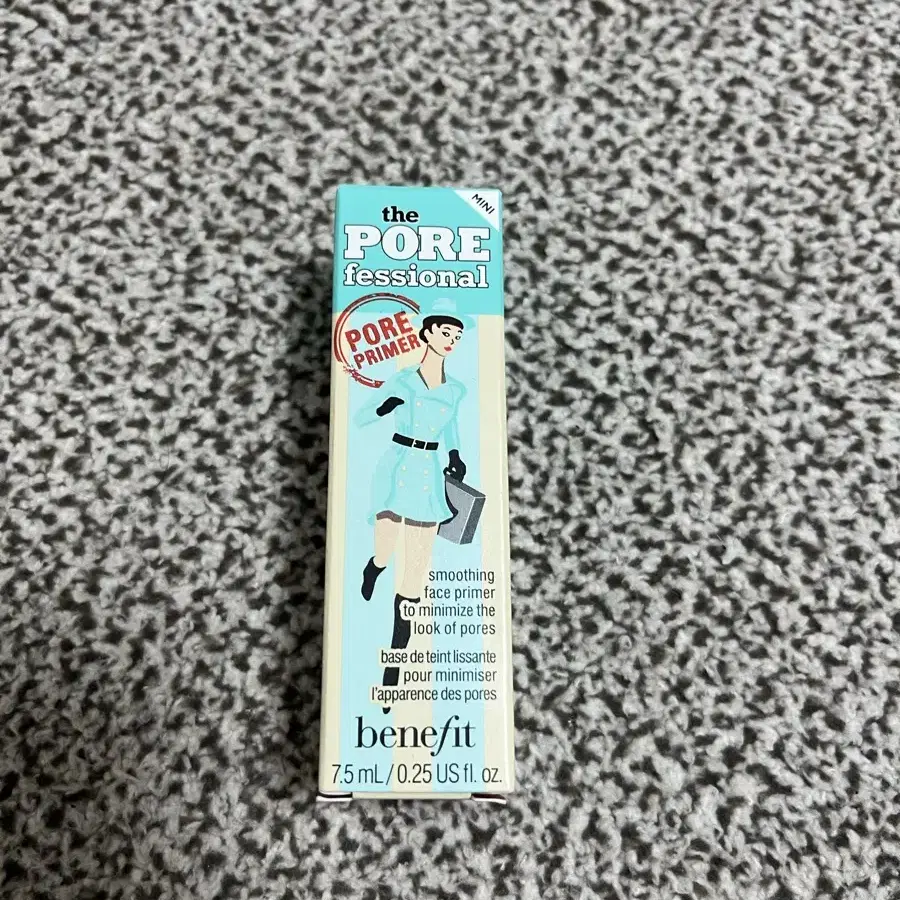 MINI
the
PORE
fessional
PORE
PRIMER
smoothing
face primer
to minimize the
look of pores
base de teint lissante
pour minimiser
l'apparence des pores
benefit
7.5 mL / 0.25 US fl. oz.